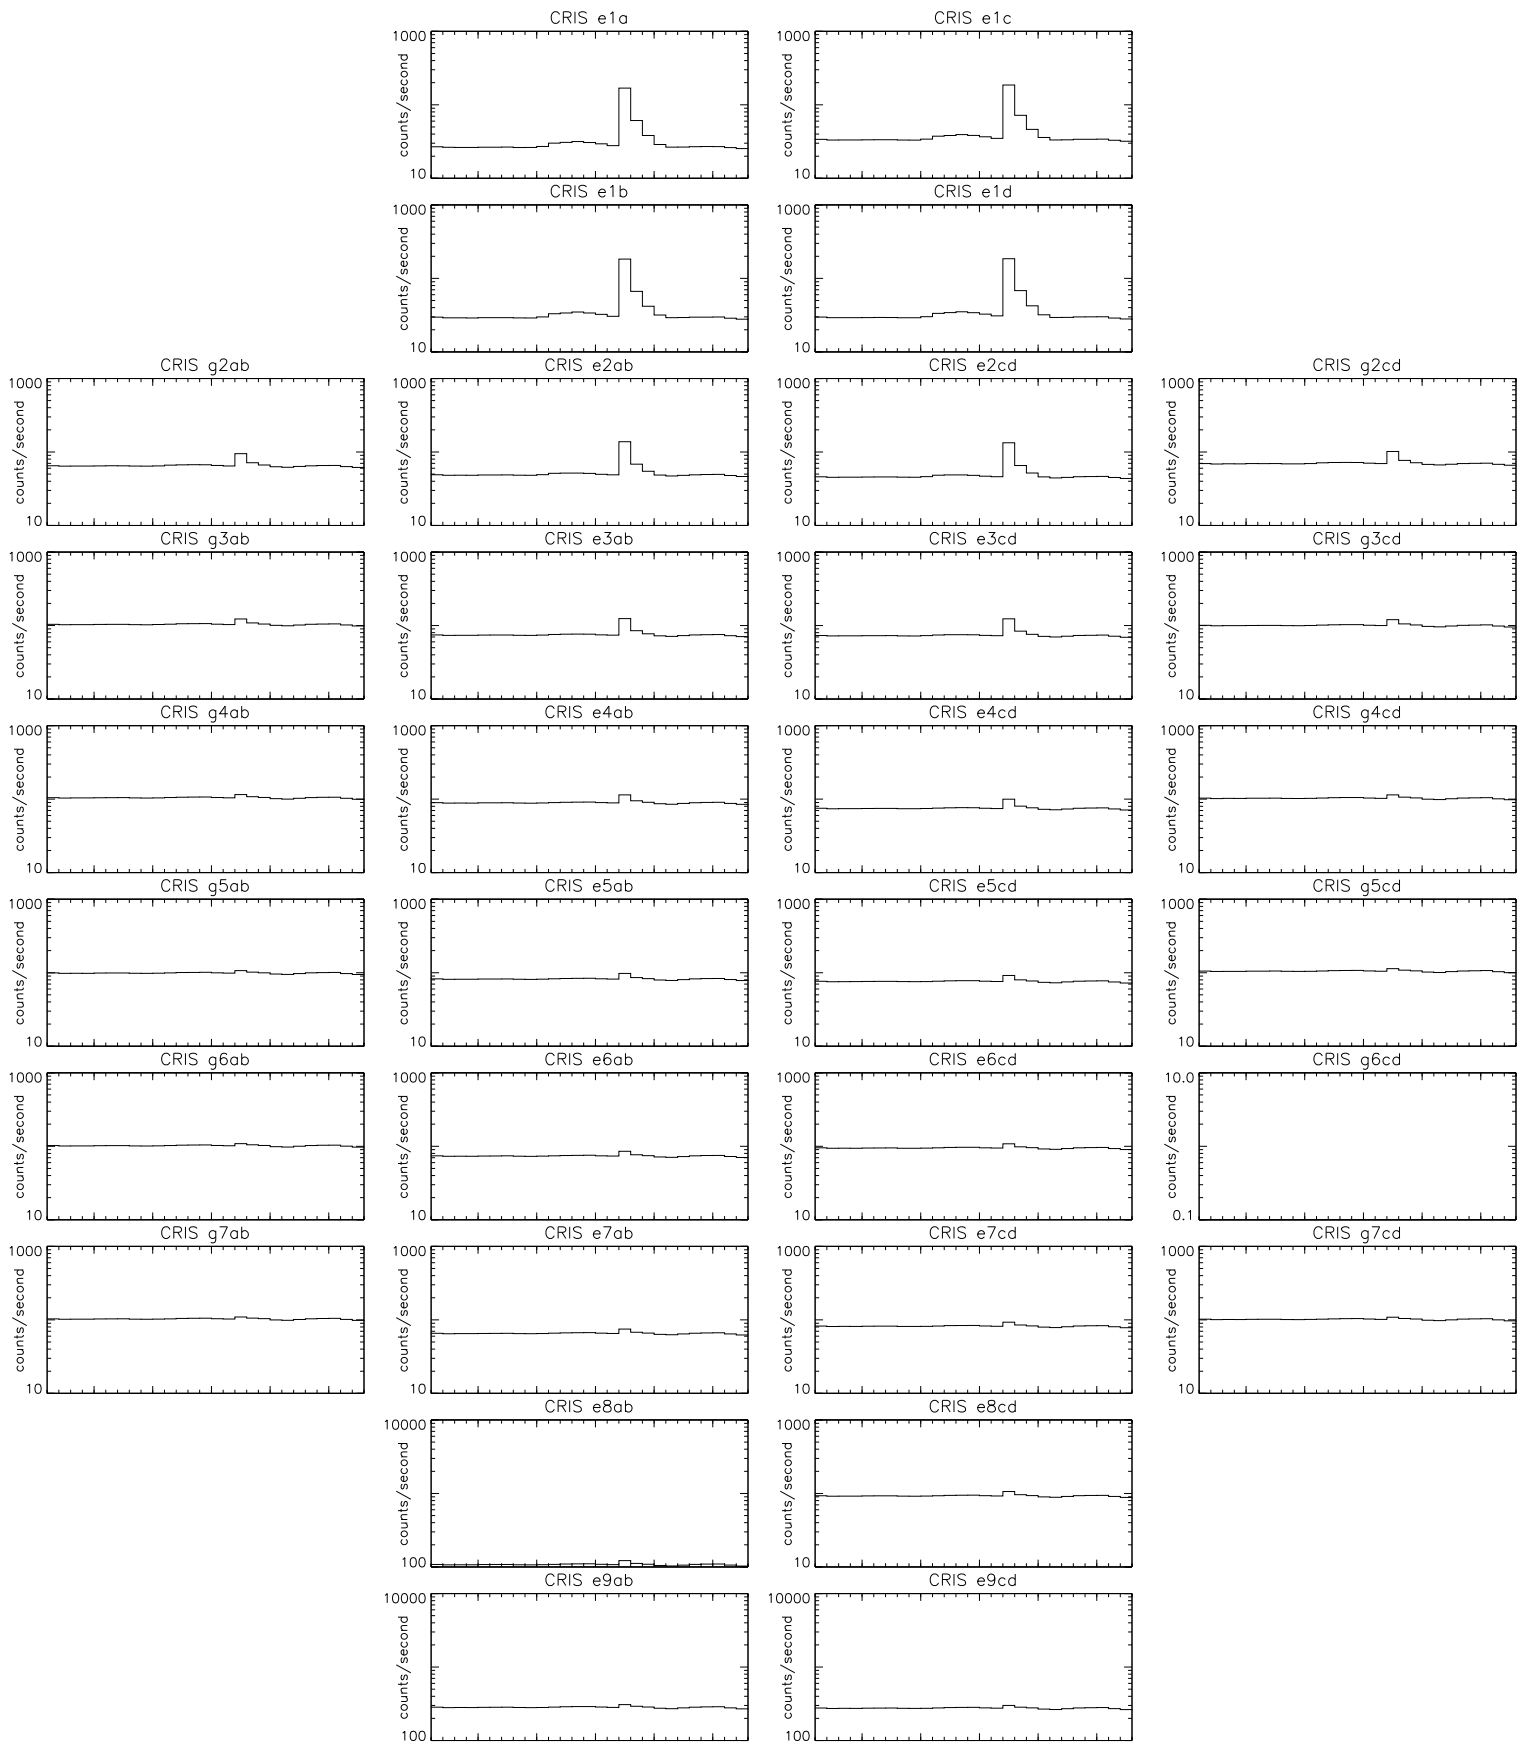 CRIS e1a
1000
counts/second
10
CRIS e1c
1000
counts/second
10
CRIS e1b
1000
counts/second
10
CRIS e1d
1000
counts/second
10
CRIS g2ab
1000
counts/second
10
CRIS e2ab
1000
counts/second
10
CRIS e2cd
1000
counts/second
10
CRIS g2cd
1000
counts/second
10
CRIS g3ab
1000
counts/second
10
CRIS e3ab
1000
counts/second
10
CRIS e3cd
1000
counts/second
10
CRIS g3cd
1000
counts/second
10
CRIS g4ab
1000
counts/second
10
CRIS e4ab
1000
counts/second
10
CRIS e4cd
1000
counts/second
10
CRIS g4cd
1000
counts/second
10
CRIS g5ab
1000
counts/second
10
CRIS e5ab
1000
counts/second
10
CRIS e5cd
1000
counts/second
10
CRIS g5cd
1000
counts/second
10
CRIS g6ab
1000
counts/second
10
CRIS e6ab
1000
counts/second
10
CRIS e6cd
1000
counts/second
10
CRIS g6cd
10.0
counts/second
0.1
CRIS g7ab
1000
counts/second
10
CRIS e7ab
1000
counts/second
10
CRIS e7cd
1000
counts/second
10
CRIS g7cd
1000
counts/second
10
CRIS e8ab
10000
counts/second
100
CRIS e8cd
1000
counts/second
10
CRIS e9ab
10000
counts/second
100
CRIS e9cd
10000
counts/second
100